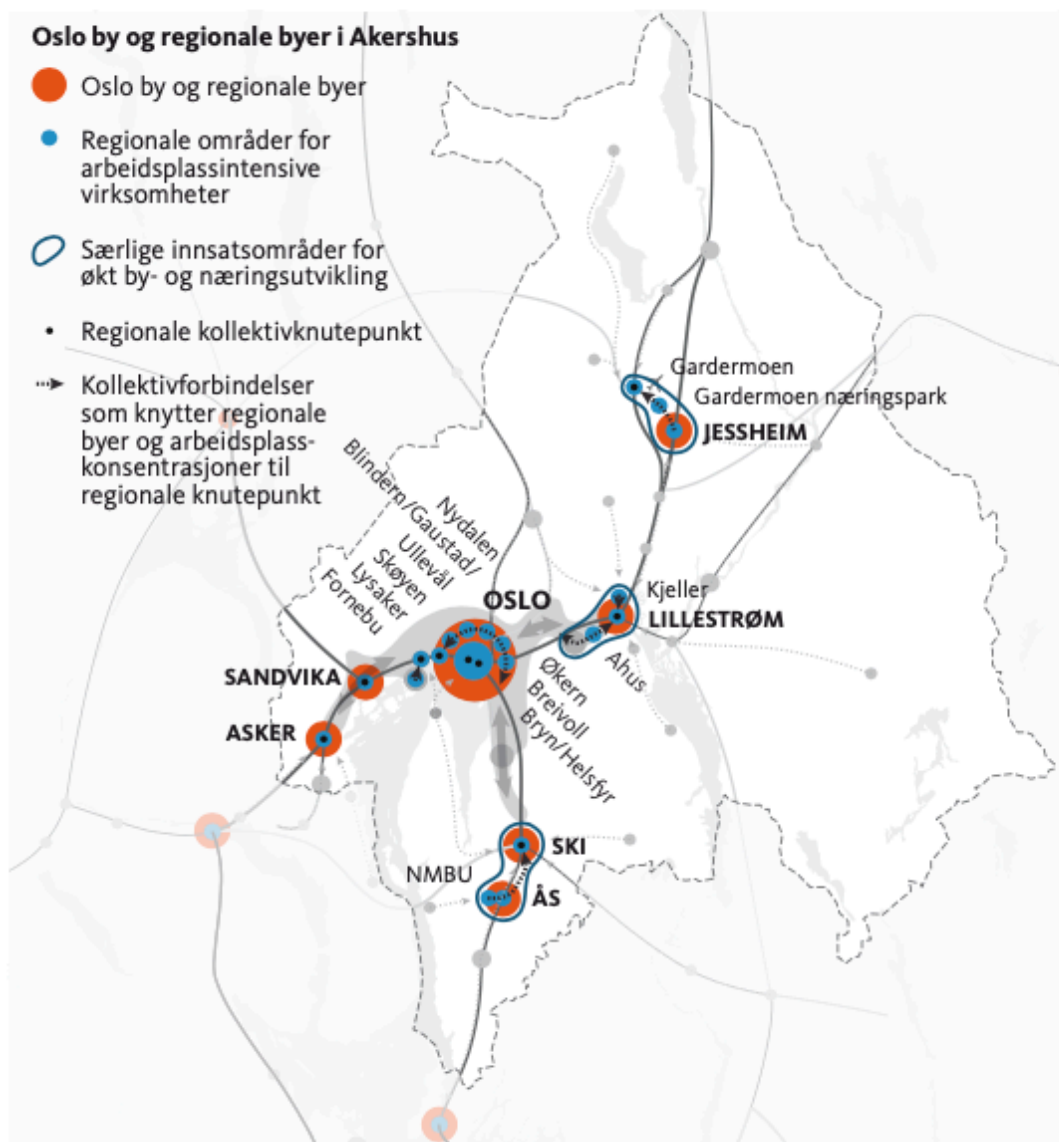 Oslo by og regionale byer i Akershus
Oslo by og regionale byer
Regionale områder for
arbeidsplassintensive
virksomheter
Særlige innsatsområder for
økt by- og næringsutvikling
Regionale kollektivknutepunkt
Kollektivforbindelser
som knytter regionale
byer og arbeidsplass-
konsentrasjoner til
regionale knutepunkt
Gardermoen
Gardermoen næringspark
JESSHEIM
Nydalen
Blindern/Gaustad/
Ullevål
Skøyen
Lysaker
Fornebu
OSLO
Kjeller
LILLESTRØM
Ahus
Økern
Breivoll
Bryn/Helsfyr
SANDVIKA
ASKER
SKI
NMBU
ÅS